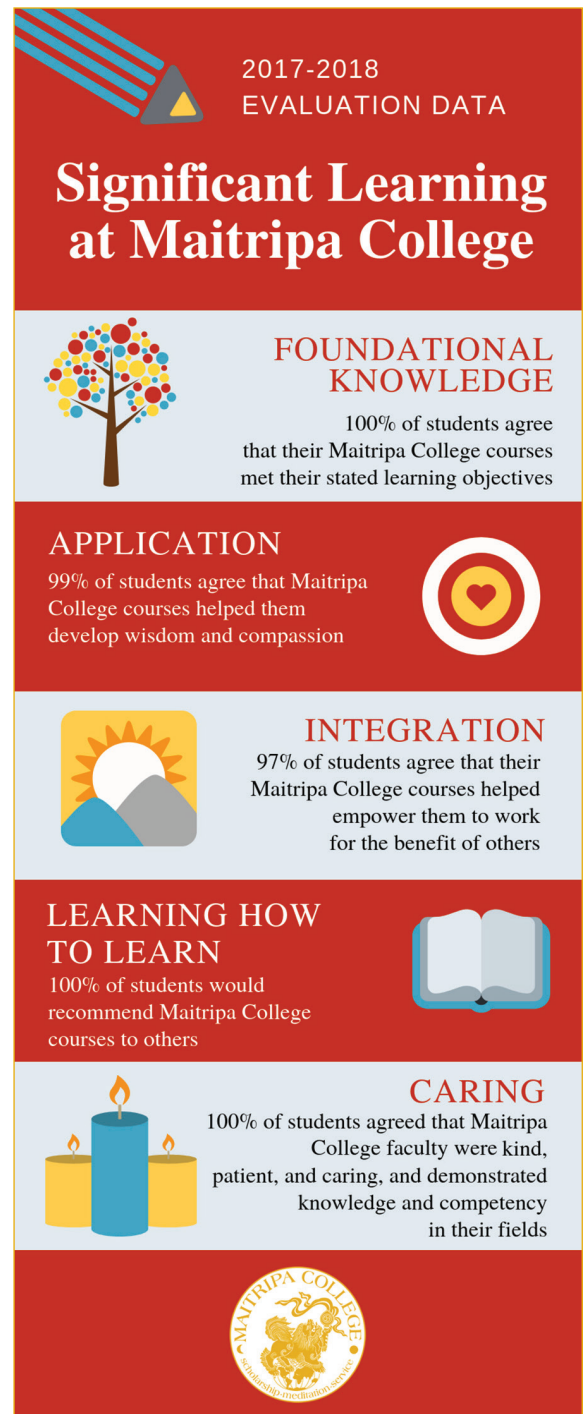 2017-2018
EVALUATION DATA
Significant Learning
at Maitripa College
FOUNDATIONAL
KNOWLEDGE
100% of students agree
that their Maitripa College courses
met their stated learning objectives
APPLICATION
99% of students agree that Maitripa
College courses helped them
develop wisdom and compassion
INTEGRATION
97% of students agree that their
Maitripa College courses helped
empower them to work
for the benefit of others
LEARNING HOW
TO LEARN
100% of students would
recommend Maitripa College
courses to others
CARING
100% of students agreed that Maitripa
College faculty were kind,
patient, and caring, and demonstrated
knowledge and competency
in their fields
MAITRIPA COLLEGE
scholarship-meditation-service